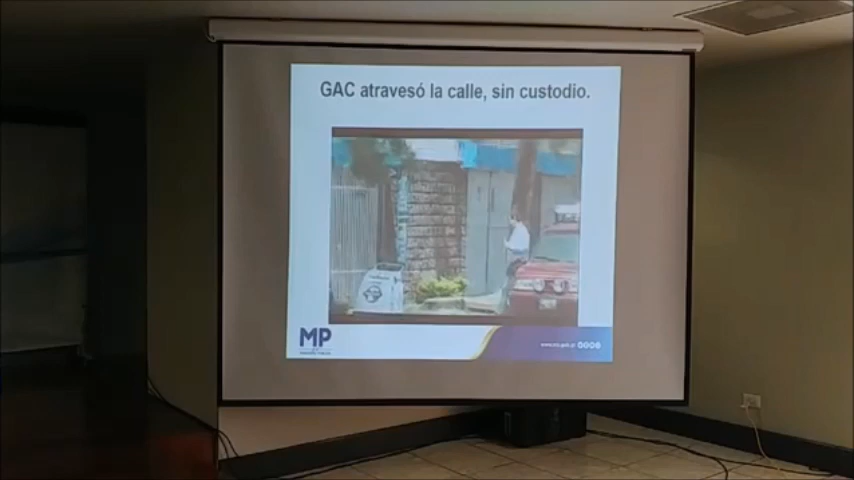 GAC atravesó la calle, sin custodio.
MP